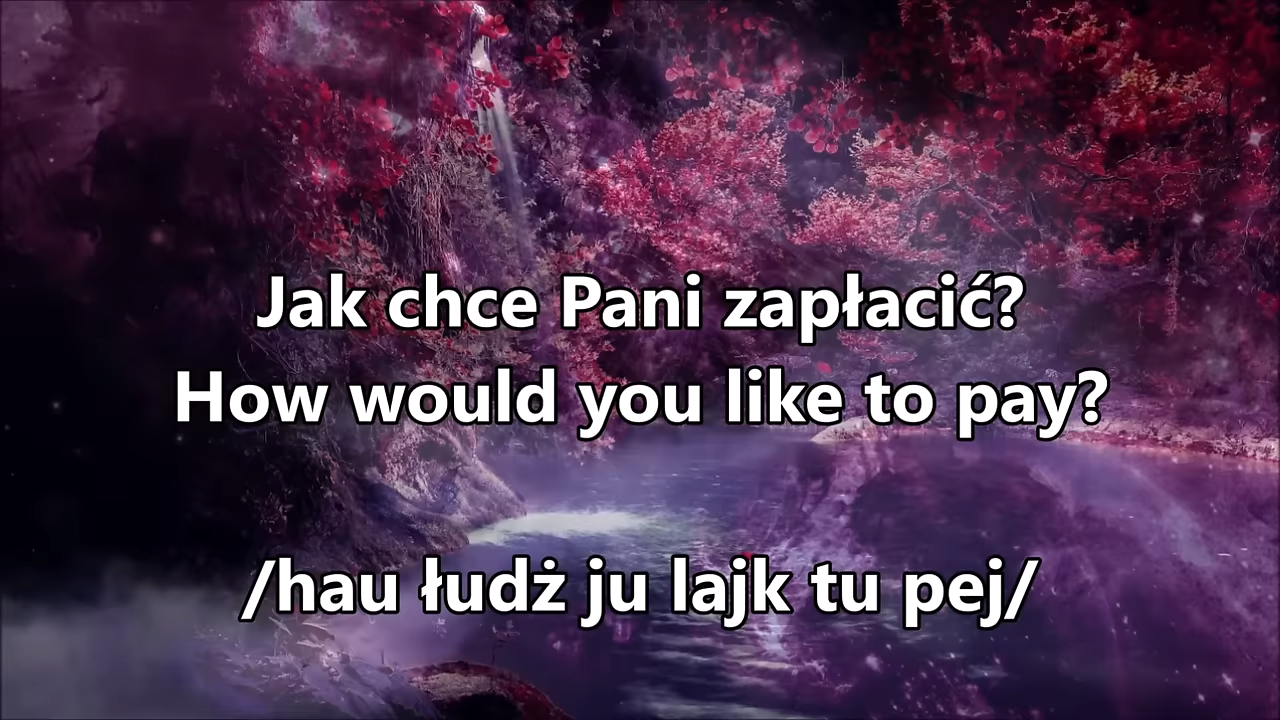 Jak chce Pani zapłacić?
How would you like to pay?
/hau łudż ju lajk tu pej/